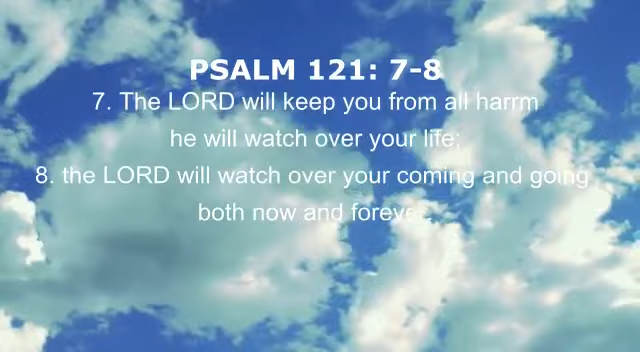 PSALM 121: 7-8
7. The LORD will keep you from all harrm
he will watch over your life;
8. the LORD will watch over your coming and going
both now and forever.